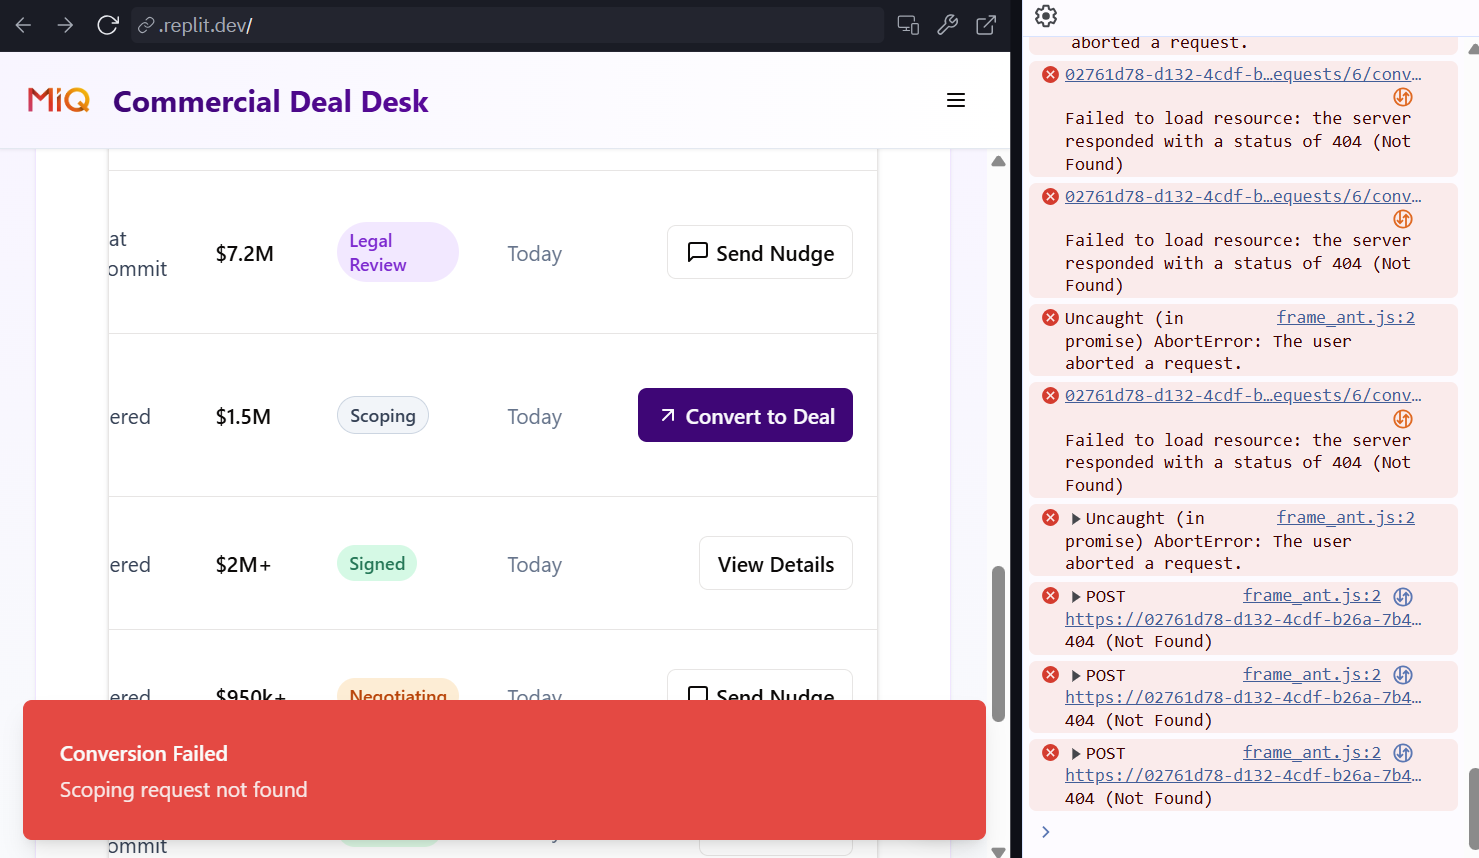 .replit.dev/
MiQ Commercial Deal Desk
at
ommit
$7.2M
Legal
Review
Today
Send Nudge
ered
$1.5M
Scoping
Today
Convert to Deal
ered
$2M+
Signed
Today
View Details
ered
$950k+
Negotiating
Today
Send Nudge
Conversion Failed
Scoping request not found
ommit
aborted a request.
02761d78-d132-4cdf-b…equests/6/conv…
Failed to load resource: the server
responded with a status of 404 (Not
Found)
02761d78-d132-4cdf-b…equests/6/conv…
Failed to load resource: the server
responded with a status of 404 (Not
Found)
Uncaught (in frame_ant.js:2
promise) AbortError: The user
aborted a request.
02761d78-d132-4cdf-b…equests/6/conv…
Failed to load resource: the server
responded with a status of 404 (Not
Found)
Uncaught (in frame_ant.js:2
promise) AbortError: The user
aborted a request.
POST frame_ant.js:2
https://02761d78-d132-4cdf-b26a-7b4…
404 (Not Found)
POST frame_ant.js:2
https://02761d78-d132-4cdf-b26a-7b4…
404 (Not Found)
POST frame_ant.js:2
https://02761d78-d132-4cdf-b26a-7b4…
404 (Not Found)